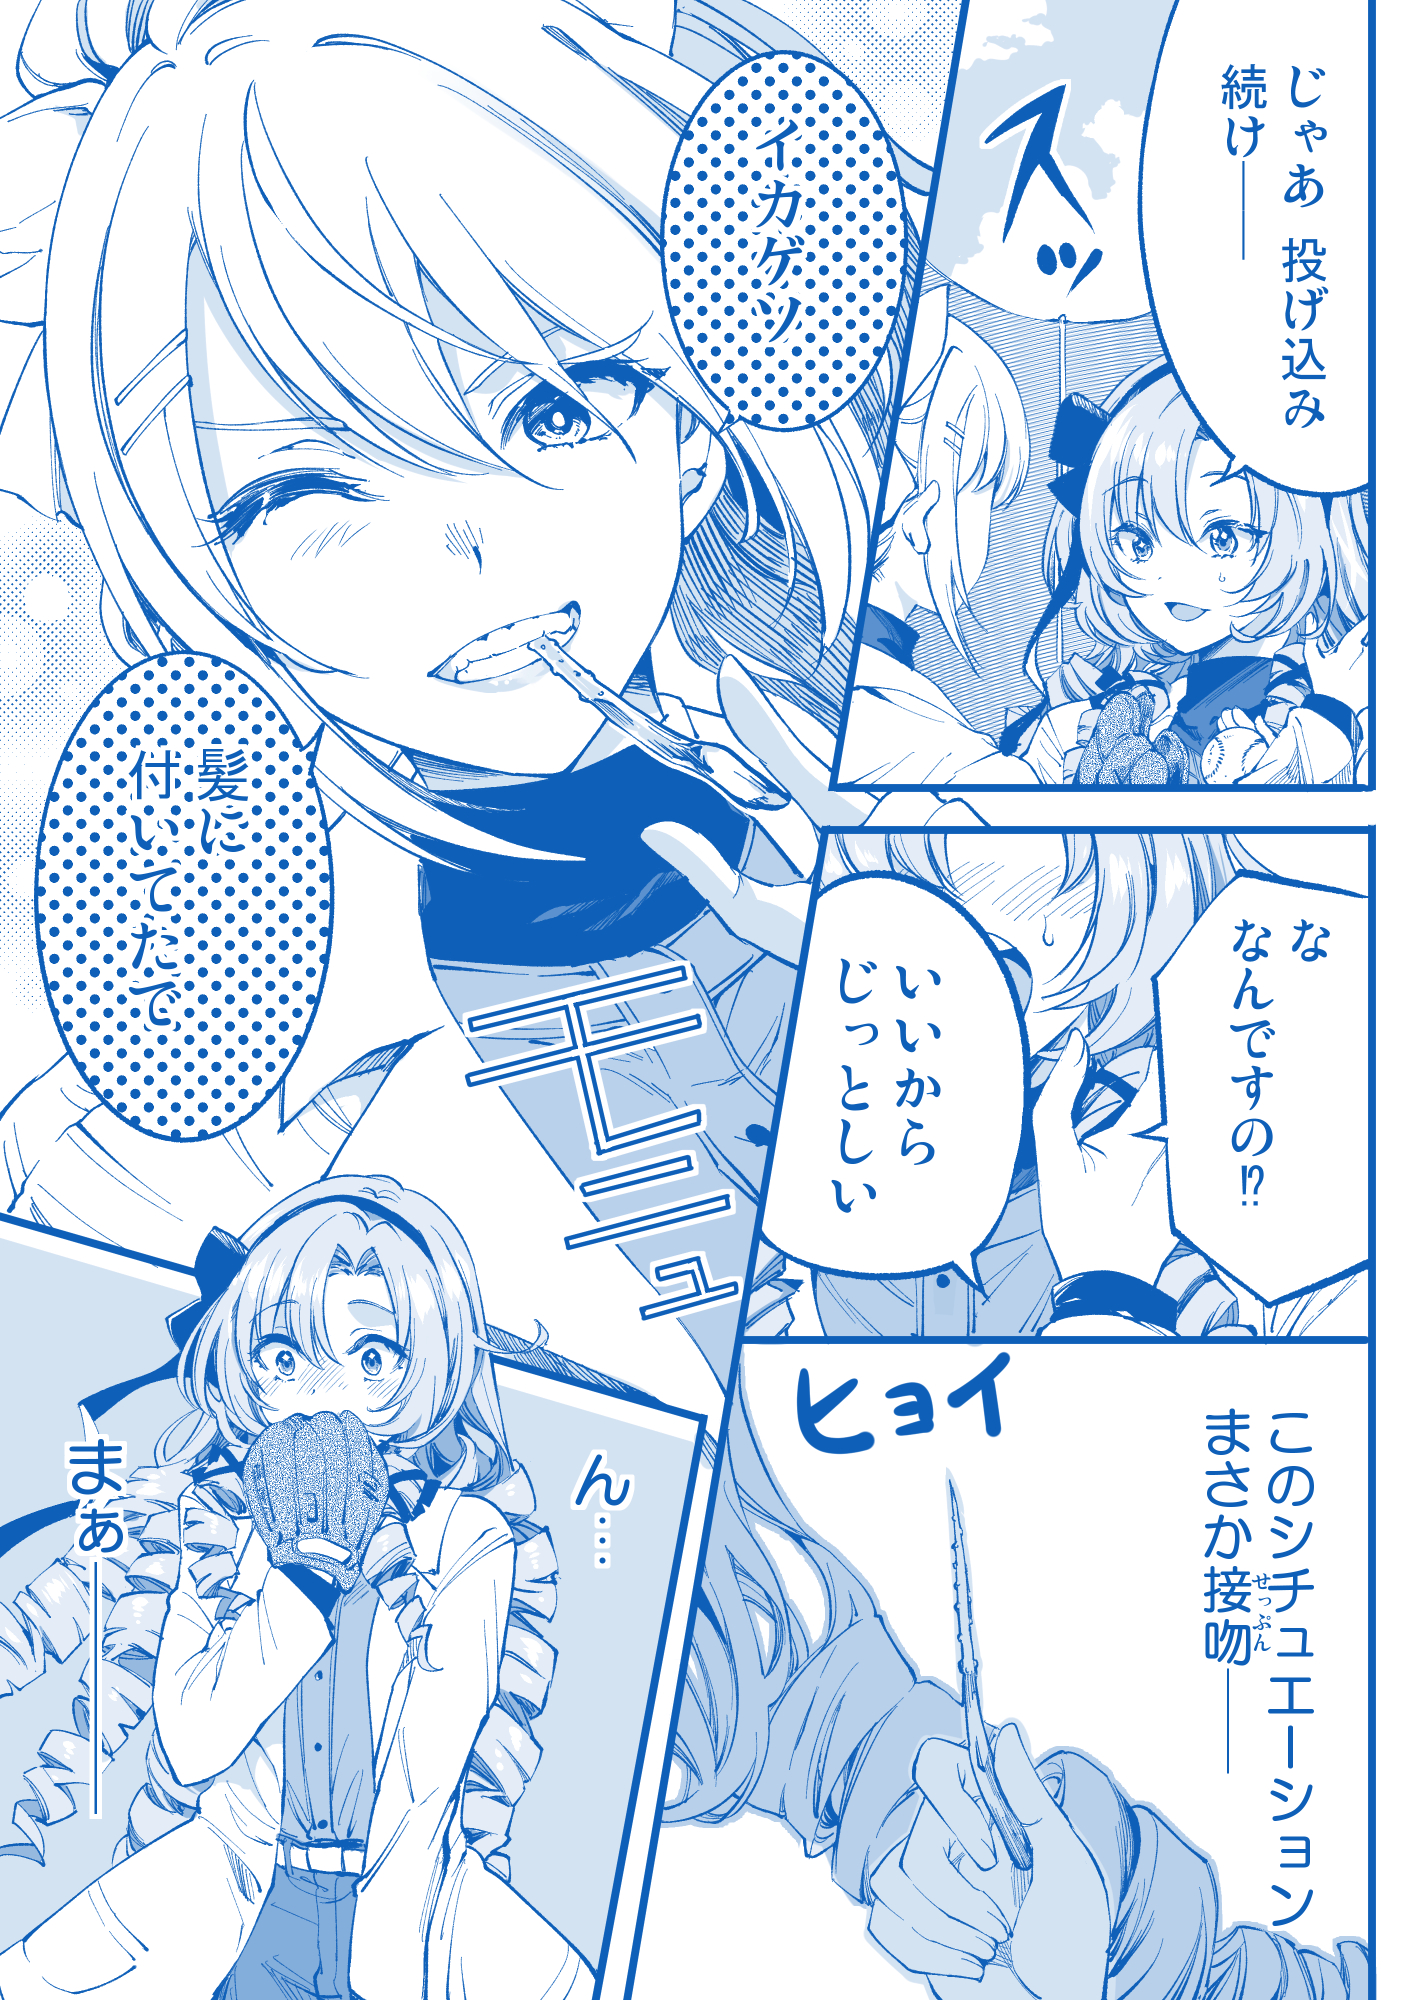 じゃあ 投げ込み
続け――
スッ
な
なんですの!?
いいから
じっとしい
このシチュエーション
まさか接吻――
せっぷん
ヒョイ
イカゲソ
髪に
付いてたで
モニュ
ん…
まぁ――